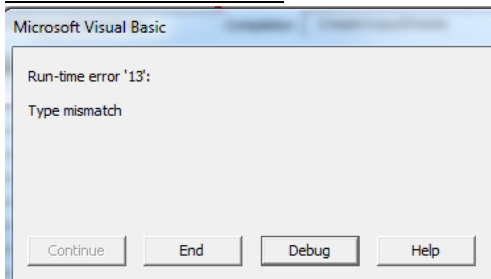 Microsoft Visual Basic
Run-time error '13':
Type mismatch
Continue End Debug Help